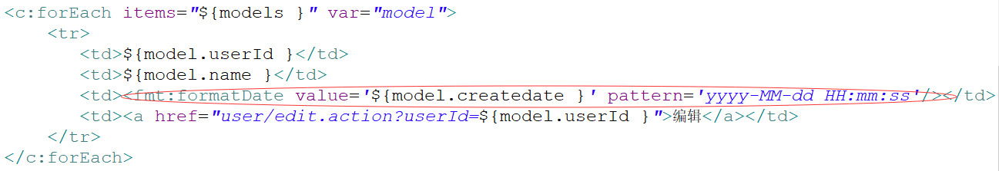 <c:forEach items="${models }" var="model">
<tr>
<td>${model.userId }</td>
<td>${model.name }</td>
<td><fmt:formatDate value='${model.createdate }' pattern='yyyy-MM-dd HH:mm:ss'/></td>
<td><a href="user/edit.action?userId=${model.userId }">编辑</a></td>
</tr>
</c:forEach>